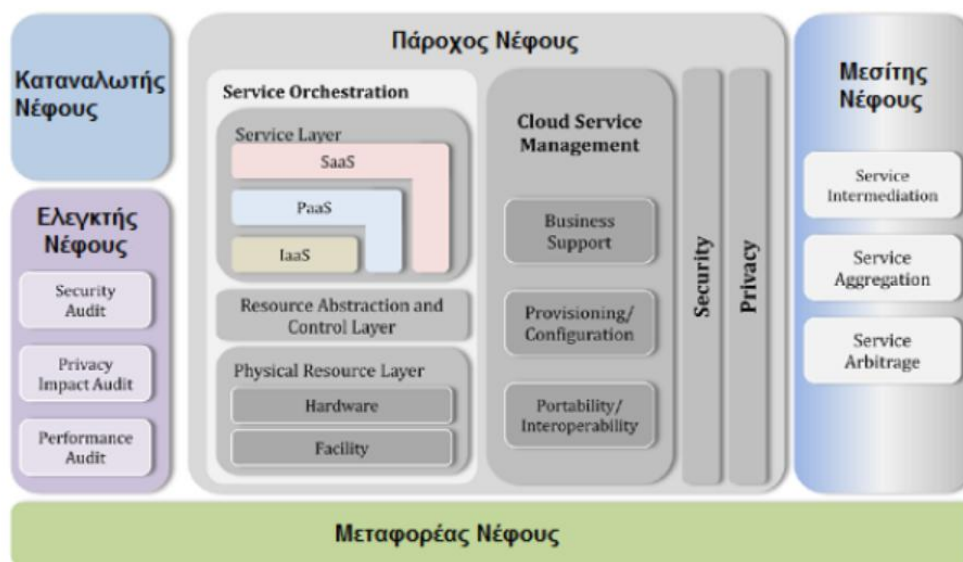 Καταναλωτής
Νέφους
Ελεγκτής
Νέφους
Security
Audit
Privacy
Impact Audit
Performance
Audit
Πάροχος Νέφους
Service Orchestration
Service Layer
SaaS
PaaS
IaaS
Resource Abstraction and
Control Layer
Physical Resource Layer
Hardware
Facility
Cloud Service
Management
Business
Support
Provisioning/
Configuration
Portability/
Interoperability
Security
Privacy
Μεσίτης
Νέφους
Service
Intermediation
Service
Aggregation
Service
Arbitrage
Μεταφορέας Νέφους